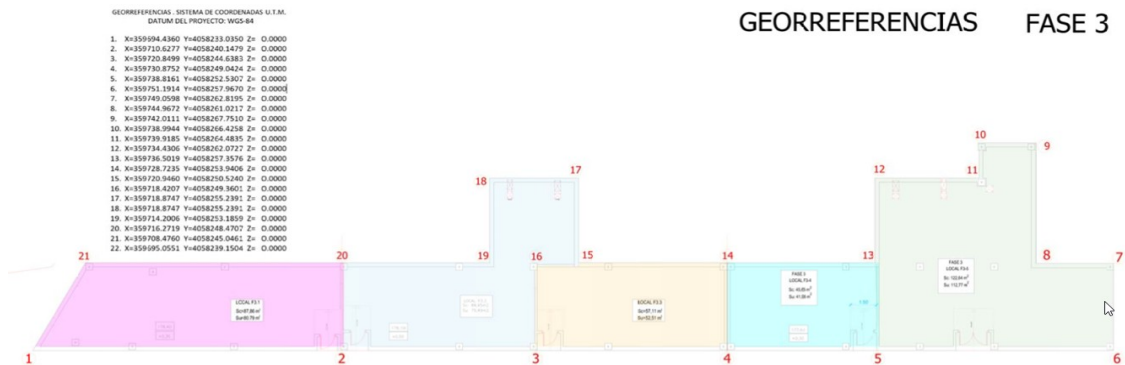 GEORREFERENCIAS . SISTEMA DE COORDENADAS U.T.M.
DATUM DEL PROYECTO: WGS-84
GEORREFERENCIAS FASE 3
1. X=359694.4360 Y=4058233.0350 Z= 0.0000
2. X=359710.6277 Y=4058240.1479 Z= 0.0000
3. X=359720.8499 Y=4058244.6383 Z= 0.0000
4. X=359730.8752 Y=4058249.0424 Z= 0.0000
5. X=359738.8161 Y=4058252.5307 Z= 0.0000
6. X=359751.1914 Y=4058257.9670 Z= 0.0000
7. X=359749.0598 Y=4058262.8195 Z= 0.0000
8. X=359744.9672 Y=4058261.0217 Z= 0.0000
9. X=359742.0111 Y=4058267.7510 Z= 0.0000
10. X=359738.9944 Y=4058266.4258 Z= 0.0000
11. X=359739.9185 Y=4058264.4835 Z= 0.0000
12. X=359734.4306 Y=4058262.0727 Z= 0.0000
13. X=359736.5019 Y=4058257.3576 Z= 0.0000
14. X=359728.7235 Y=4058253.9406 Z= 0.0000
15. X=359720.9460 Y=4058250.5240 Z= 0.0000
16. X=359718.4207 Y=4058249.3601 Z= 0.0000
17. X=359718.8747 Y=4058255.2391 Z= 0.0000
18. X=359718.8747 Y=4058255.2391 Z= 0.0000
19. X=359714.2006 Y=4058253.1859 Z= 0.0000
20. X=359716.2719 Y=4058248.4707 Z= 0.0000
21. X=359708.4760 Y=4058245.0461 Z= 0.0000
22. X=359695.0551 Y=4058239.1504 Z= 0.0000
10
9
18
17
12
11
21
20
19
16
15
14
13
8
7
LOCAL F3.1
LOCAL F3.3
FASE 3
LOCAL F3.4
FASE 3
LOCAL F3.5
1
2
3
4
5
6